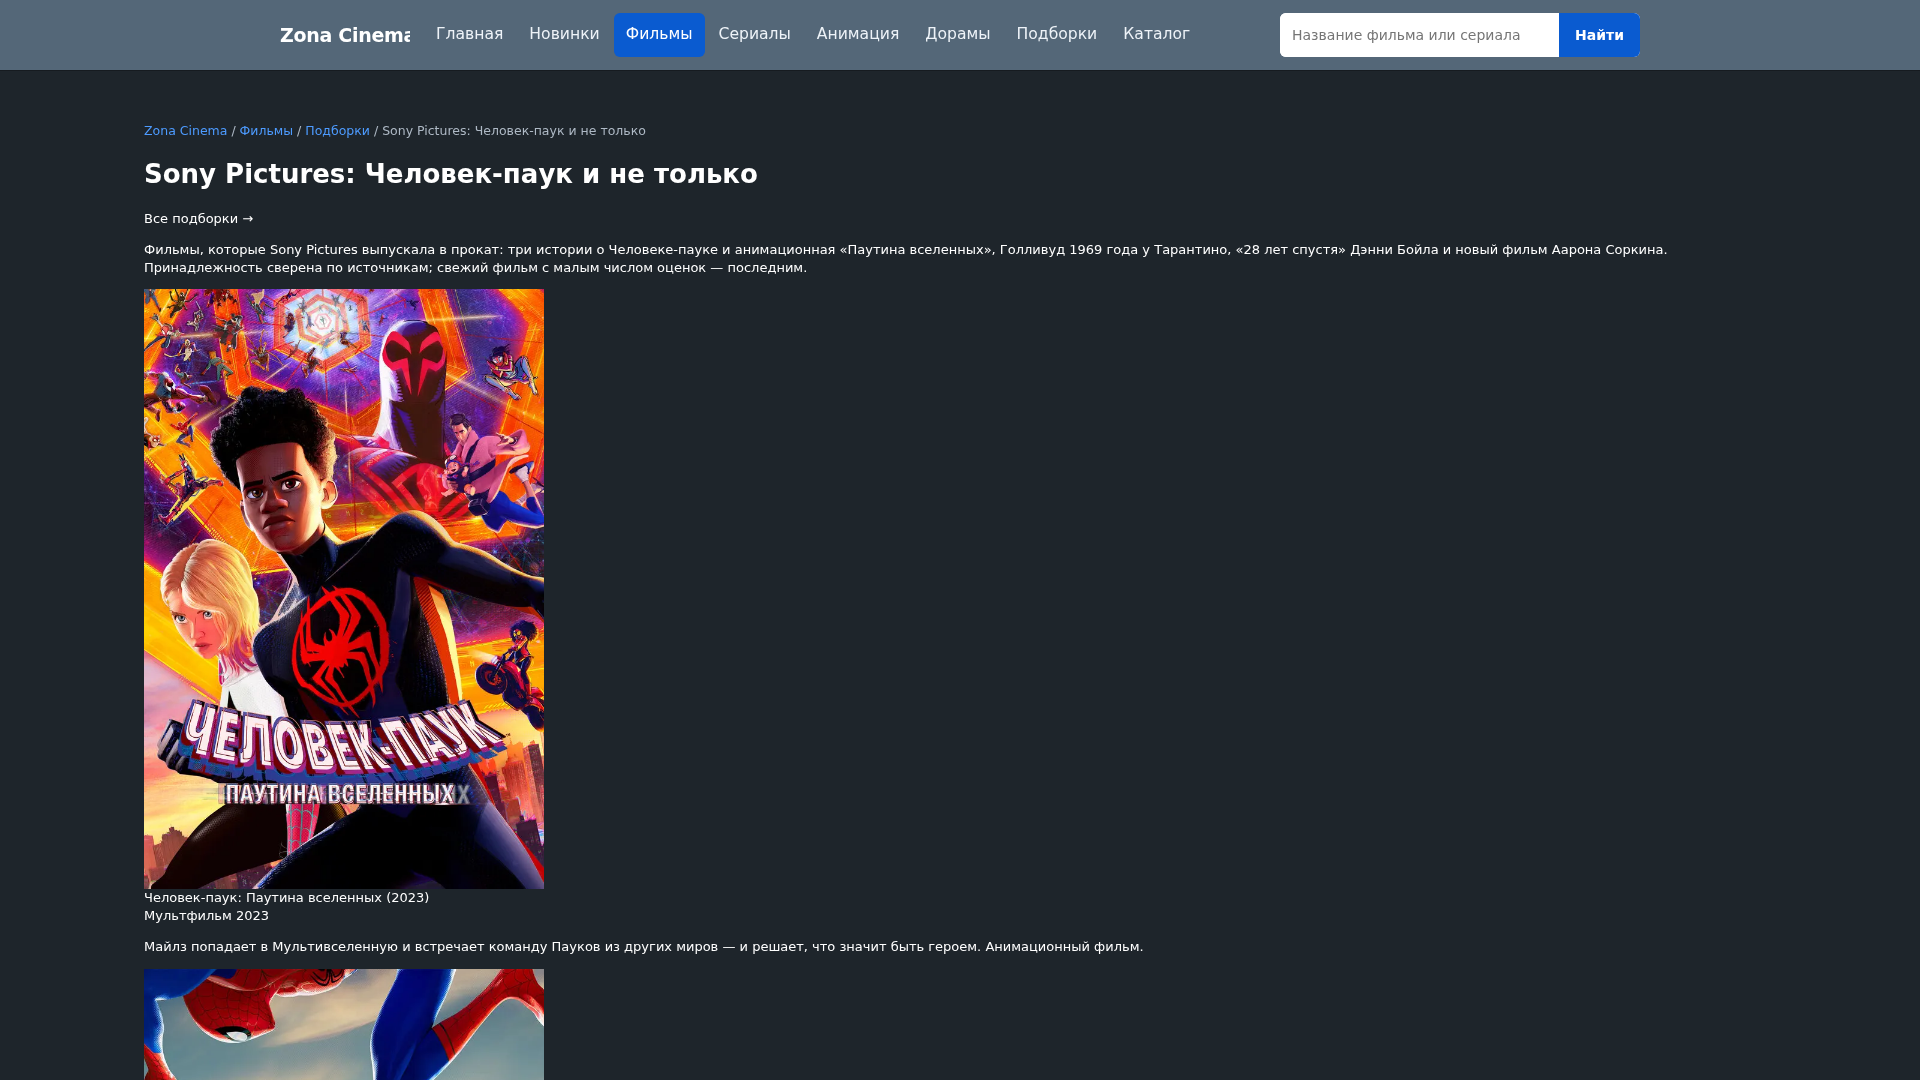 Zona Cinema
Главная
Новинки
Фильмы
Сериалы
Анимация
Дорамы
Подборки
Каталог
Название фильма или сериала
Найти
Zona Cinema / Фильмы / Подборки / Sony Pictures: Человек-паук и не только
Sony Pictures: Человек-паук и не только
Все подборки →
Фильмы, которые Sony Pictures выпускала в прокат: три истории о Человеке-пауке и анимационная «Паутина вселенных», Голливуд 1969 года у Тарантино, «28 лет спустя» Дэнни Бойла и новый фильм Аарона Соркина.
Принадлежность сверена по источникам; свежий фильм с малым числом оценок — последним.
ЧЕЛОВЕК-ПАУК
ПАУТИНА ВСЕЛЕННЫХ
Человек-паук: Паутина вселенных (2023)
Мультфильм 2023
Майлз попадает в Мультивселенную и встречает команду Пауков из других миров — и решает, что значит быть героем. Анимационный фильм.